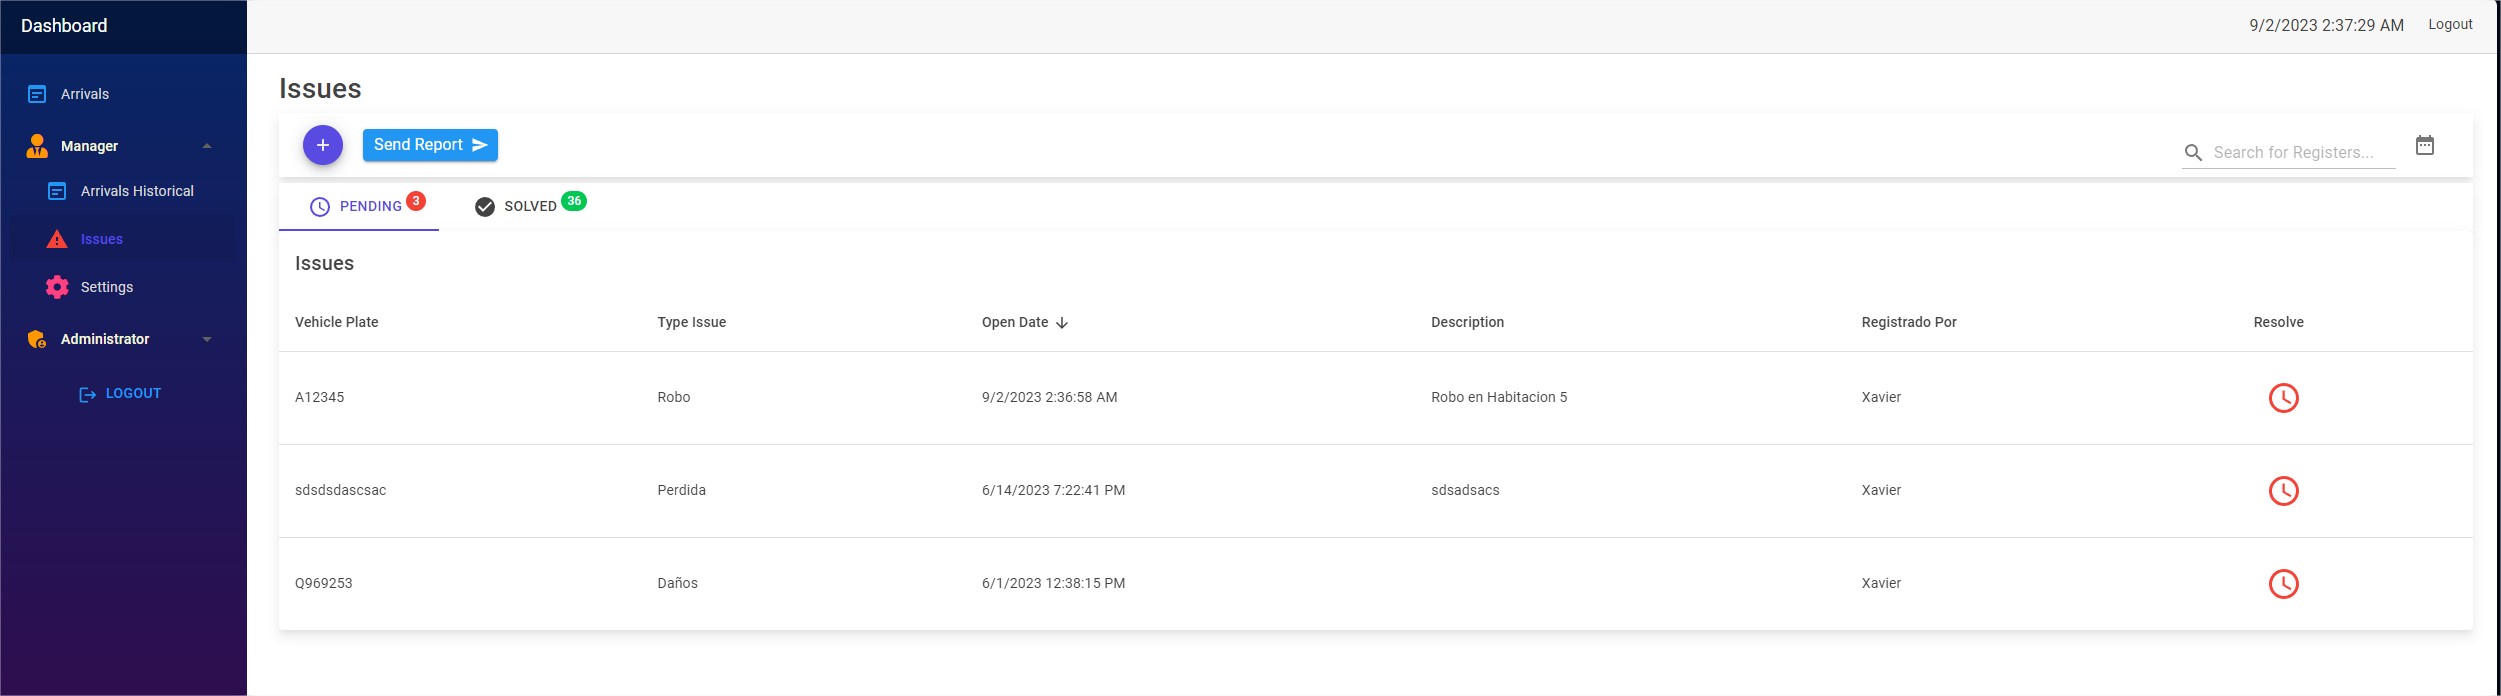 Dashboard
9/2/2023 2:37:29 AM Logout
Arrivals
Manager
Arrivals Historical
Issues
Settings
Administrator
LOGOUT
Issues
+
Send Report
Search for Registers...
PENDING 3
SOLVED 36
Issues
Vehicle Plate Type Issue Open Date Description Registrado Por Resolve
A12345 Robo 9/2/2023 2:36:58 AM Robo en Habitacion 5 Xavier
sdsdsdascsac Perdida 6/14/2023 7:22:41 PM sdsadsacs Xavier
Q969253 Daños 6/1/2023 12:38:15 PM Xavier